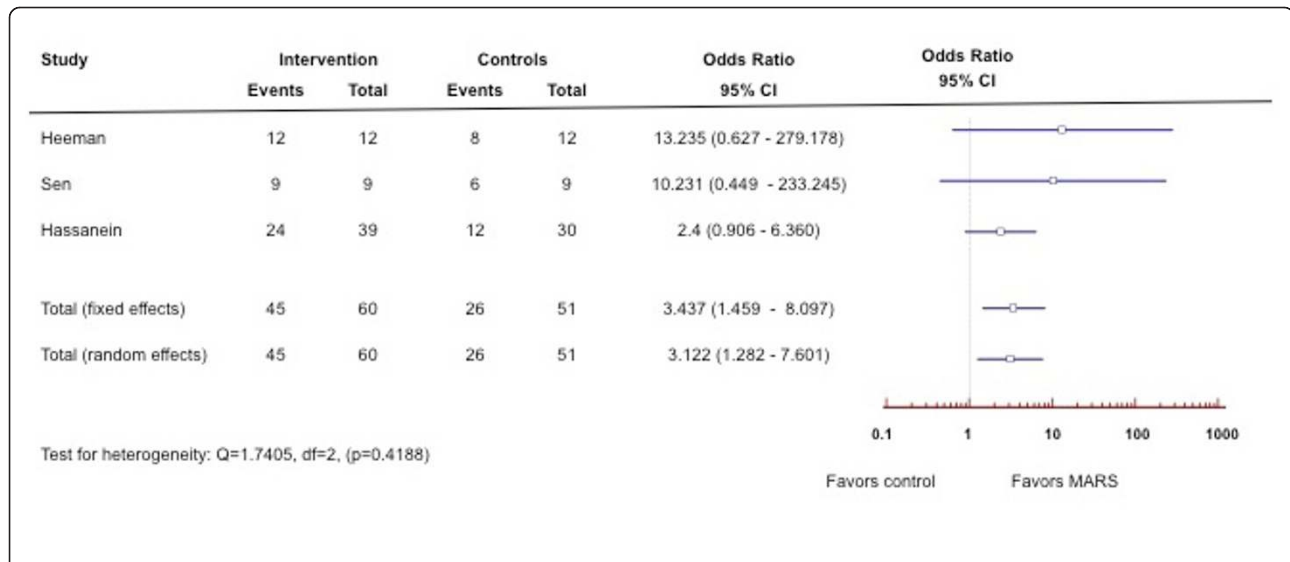 Study Intervention Controls Odds Ratio Odds Ratio
Events Total Events Total 95% CI 95% CI
Heeman 12 12 8 12 13.235 (0.627 - 279.178)
Sen 9 9 6 9 10.231 (0.449 - 233.245)
Hassanein 24 39 12 30 2.4 (0.906 - 6.360)
Total (fixed effects) 45 60 26 51 3.437 (1.459 - 8.097)
Total (random effects) 45 60 26 51 3.122 (1.282 - 7.601)
0.1 1 10 100 1000
Test for heterogeneity: Q=1.7405, df=2, (p=0.4188)
Favors control Favors MARS